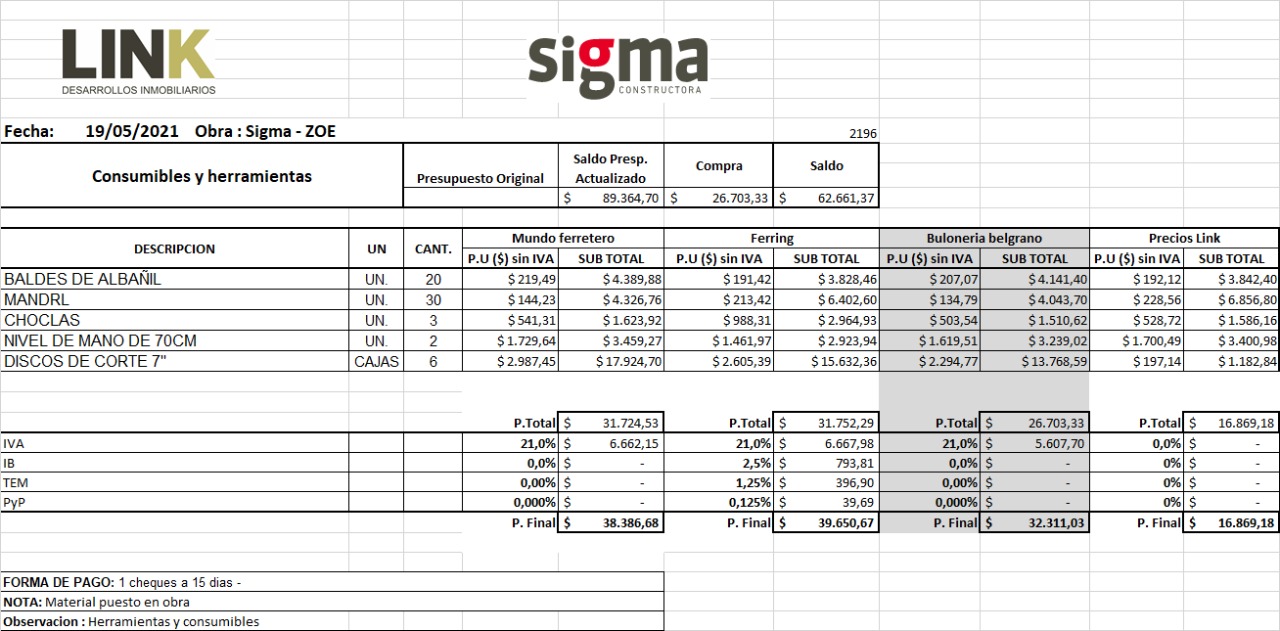 LINK
DESARROLLOS INMOBILIARIOS
sigma
CONSTRUCTORA
Fecha: 19/05/2021 Obra : Sigma - ZOE 2196
Consumibles y herramientas Presupuesto Original Saldo Presp. Actualizado Compra Saldo
$ 89.364,70 $ 26.703,33 $ 62.661,37
DESCRIPCION UN CANT. Mundo ferretero Ferring Buloneria belgrano Precios Link
P.U ($) sin IVA SUB TOTAL P.U ($) sin IVA SUB TOTAL P.U ($) sin IVA SUB TOTAL P.U ($) sin IVA SUB TOTAL
BALDES DE ALBAÑIL UN. 20 $ 219,49 $ 4.389,88 $ 191,42 $ 3.828,46 $ 207,07 $ 4.141,40 $ 192,12 $ 3.842,40
MANDRL UN. 30 $ 144,23 $ 4.326,76 $ 213,42 $ 6.402,60 $ 134,79 $ 4.043,70 $ 228,56 $ 6.856,80
CHOCLAS UN. 3 $ 541,31 $ 1.623,92 $ 988,31 $ 2.964,93 $ 503,54 $ 1.510,62 $ 528,72 $ 1.586,16
NIVEL DE MANO DE 70CM UN. 2 $ 1.729,64 $ 3.459,27 $ 1.461,97 $ 2.923,94 $ 1.619,51 $ 3.239,02 $ 1.700,49 $ 3.400,98
DISCOS DE CORTE 7" CAJAS 6 $ 2.987,45 $ 17.924,70 $ 2.605,39 $ 15.632,36 $ 2.294,77 $ 13.768,59 $ 197,14 $ 1.182,84
P.Total $ 31.724,53 P.Total $ 31.752,29 P.Total $ 26.703,33 P.Total $ 16.869,18
IVA 21,0% $ 6.662,15 21,0% $ 6.667,98 21,0% $ 5.607,70 0,0% $ -
IB 0,0% $ - 2,5% $ 793,81 0,0% $ - 0% $ -
TEM 0,00% $ - 1,25% $ 396,90 0,00% $ - 0% $ -
PyP 0,000% $ - 0,125% $ 39,69 0,000% $ - 0% $ -
P. Final $ 38.386,68 P. Final $ 39.650,67 P. Final $ 32.311,03 P. Final $ 16.869,18
FORMA DE PAGO: 1 cheques a 15 dias -
NOTA: Material puesto en obra
Observacion : Herramientas y consumibles